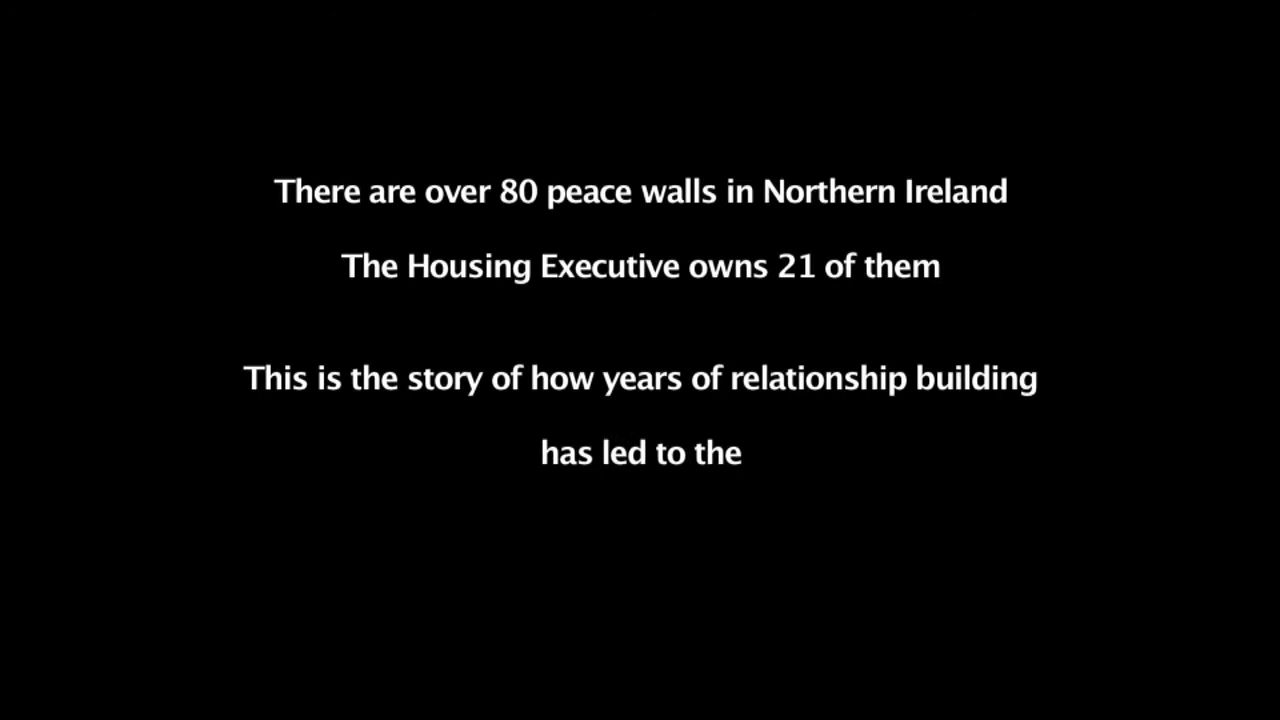 There are over 80 peace walls in Northern Ireland
The Housing Executive owns 21 of them
This is the story of how years of relationship building
has led to the